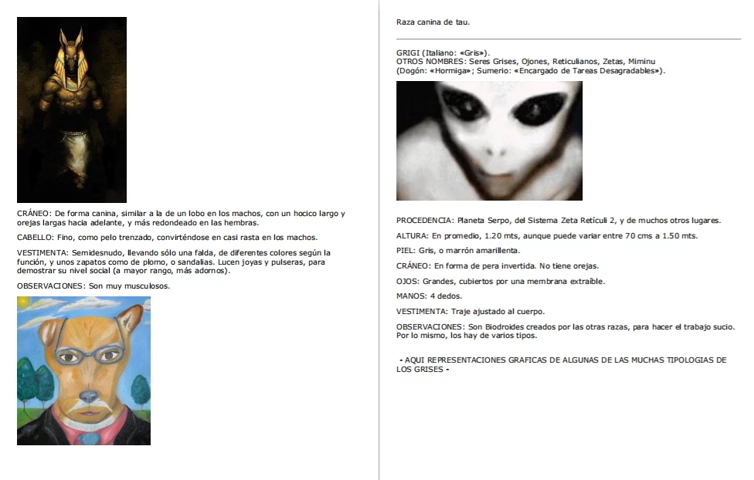 CRÁNEO: De forma canina, similar a la de un lobo en los machos, con un hocico largo y
orejas largas hacia adelante, y más redondeado en las hembras.
CABELLO: Fino, como pelo trenzado, convirténdose en casi rasta en los machos.
VESTIMENTA: Semidesnudo, llevando sólo una falda, de diferentes colores según la
función, y unos zapatos como de plomo, o sandalias. Lucen joyas y pulseras, para
demostrar su nivel social (a mayor rango, más adornos).
OBSERVACIONES: Son muy musculosos.
Raza canina de tau.
GRIGI (Italiano: «Gris»).
OTROS NOMBRES: Seres Grises, Ojones, Reticulianos, Zetas, Miminu
(Dogón: «Hormiga»; Sumerio: «Encargado de Tareas Desagradables»).
PROCEDENCIA: Planeta Serpo, del Sistema Zeta Retículi 2, y de muchos otros lugares.
ALTURA: En promedio, 1.20 mts, aunque puede variar entre 70 cms a 1.50 mts.
PIEL: Gris, o marrón amarillenta.
CRÁNEO: En forma de pera invertida. No tiene orejas.
OJOS: Grandes, cubiertos por una membrana extraíble.
MANOS: 4 dedos.
VESTIMENTA: Traje ajustado al cuerpo.
OBSERVACIONES: Son Biodroides creados por las otras razas, para hacer el trabajo sucio.
Por lo mismo, los hay de varios tipos.
- AQUI REPRESENTACIONES GRAFICAS DE ALGUNAS DE LAS MUCHAS TIPOLOGIAS DE
LOS GRISES -